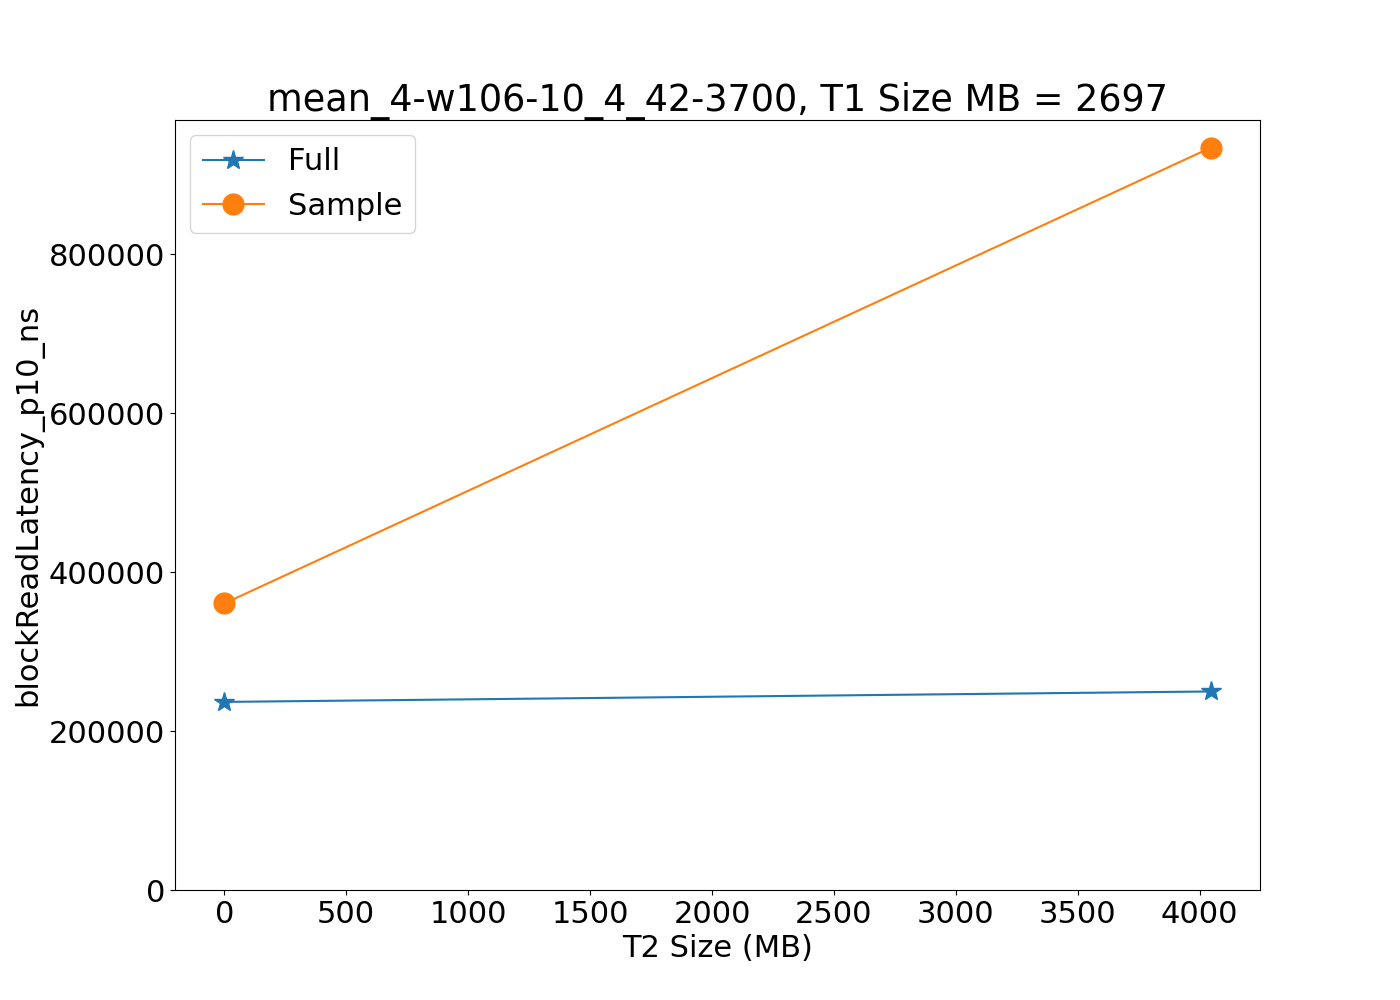 mean_4-w106-10_4_42-3700, T1 Size MB = 2697
Full
Sample
800000
600000
400000
200000
0
blockReadLatency_p10_ns
0 500 1000 1500 2000 2500 3000 3500 4000
T2 Size (MB)